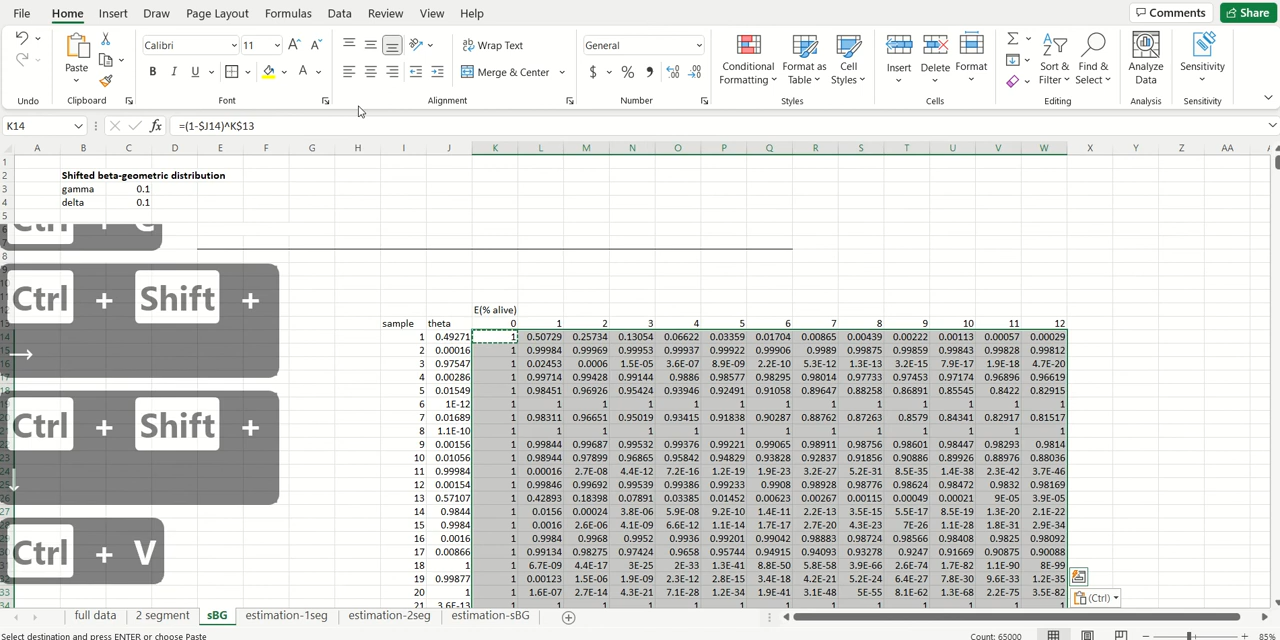 File Home Insert Draw Page Layout Formulas Data Review View Help Comments Share
Calibri 11 Wrap Text General
Paste B I U Merge & Center $ % Conditional Formatting Format as Table Cell Styles Insert Delete Format Sort & Filter Find & Select Analyze Data Sensitivity
Undo Clipboard Font Alignment Number Styles Cells Editing Analysis Sensitivity
K14 fx =(1-$J14)^K$13
A B C D E F G H I J K L M N O P Q R S T U V W X Y Z AA
1
2 Shifted beta-geometric distribution
3 gamma 0.1
4 delta 0.1
5
Ctrl + C
8
Ctrl + Shift + →
E(% alive)
sample theta 0 1 2 3 4 5 6 7 8 9 10 11 12
1 0.49271 1 0.50729 0.25734 0.13054 0.06622 0.03359 0.01704 0.00865 0.00439 0.00222 0.00113 0.00057 0.00029
2 0.00016 1 0.99984 0.99969 0.99953 0.99937 0.99922 0.99906 0.9989 0.99875 0.99859 0.99843 0.99828 0.99812
3 0.97547 1 0.02453 0.0006 1.5E-05 3.6E-07 8.9E-09 2.2E-10 5.3E-12 1.3E-13 3.2E-15 7.9E-17 1.9E-18 4.7E-20
4 0.00286 1 0.99714 0.99428 0.99144 0.9886 0.98577 0.98295 0.98014 0.97733 0.97453 0.97174 0.96896 0.96619
5 0.01549 1 0.98451 0.96926 0.95424 0.93946 0.92491 0.91058 0.89647 0.88258 0.86891 0.85545 0.8422 0.82915
6 1E-12 1 1 1 1 1 1 1 1 1 1 1 1 1
7 0.01689 1 0.98311 0.96651 0.95019 0.93415 0.91838 0.90287 0.88762 0.87263 0.8579 0.84341 0.82917 0.81517
8 1.1E-10 1 1 1 1 1 1 1 1 1 1 1 1 1
9 0.00156 1 0.99844 0.99687 0.99532 0.99376 0.99221 0.99065 0.98911 0.98756 0.98601 0.98447 0.98293 0.9814
10 0.01056 1 0.98944 0.97899 0.96865 0.95842 0.94829 0.93828 0.92837 0.91856 0.90886 0.89926 0.88976 0.88036
11 0.99984 1 0.00016 2.7E-08 4.4E-12 7.2E-16 1.2E-19 1.9E-23 3.2E-27 5.2E-31 8.5E-35 1.4E-38 2.3E-42 3.7E-46
12 0.00154 1 0.99846 0.99692 0.99539 0.99386 0.99233 0.9908 0.98928 0.98776 0.98624 0.98472 0.9832 0.98169
13 0.57107 1 0.42893 0.18398 0.07891 0.03385 0.01452 0.00623 0.00267 0.00115 0.00049 0.00021 9E-05 3.9E-05
14 0.9844 1 0.0156 0.00024 3.8E-06 5.9E-08 9.2E-10 1.4E-11 2.2E-13 3.5E-15 5.5E-17 8.5E-19 1.3E-20 2.1E-22
15 0.9984 1 0.0016 2.6E-06 4.1E-09 6.6E-12 1.1E-14 1.7E-17 2.7E-20 4.3E-23 7E-26 1.1E-28 1.8E-31 2.9E-34
16 0.0016 1 0.9984 0.9968 0.9952 0.9936 0.99201 0.99042 0.98883 0.98724 0.98566 0.98408 0.9825 0.98092
17 0.00866 1 0.99134 0.98275 0.97424 0.9658 0.95744 0.94915 0.94093 0.93278 0.9247 0.91669 0.90875 0.90088
18 1 1 6.7E-09 4.4E-17 3E-25 2E-33 1.3E-41 8.8E-50 5.8E-58 3.9E-66 2.6E-74 1.7E-82 1.1E-90 8E-99
19 0.99877 1 0.00123 1.5E-06 1.9E-09 2.3E-12 2.8E-15 3.4E-18 4.2E-21 5.2E-24 6.4E-27 7.8E-30 9.6E-33 1.2E-35
20 1 1 1.6E-07 2.7E-14 4.3E-21 7.1E-28 1.2E-34 1.9E-41 3.1E-48 5E-55 8.1E-62 1.3E-68 2.2E-75 3.5E-82
21 3.6E-13 1 1 1 1 1 1 1 1 1 1 1 1 1
Ctrl + Shift + ↓
Ctrl + V
(Ctrl)
full data 2 segment sBG estimation-1seg estimation-2seg estimation-sBG
Select destination and press ENTER or choose Paste Count: 65000 85%